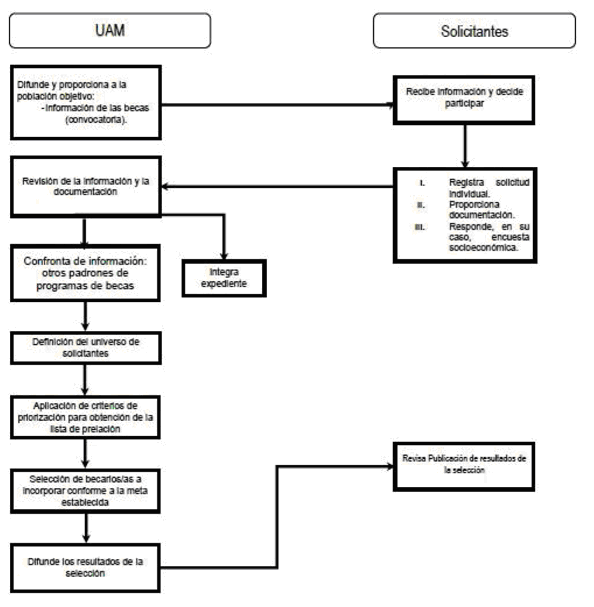 UAM
Solicitantes
Difunde y proporciona a la
población objetivo:
-Información de las becas
(convocatoria).
Recibe información y decide
participar
Revisión de la información y la
documentación
I. Registra solicitud
individual.
II. Proporciona
documentación.
III. Responde, en su
caso, encuesta
socioeconómica.
Confronta de información:
otros padrones de
programas de becas
Integra
expediente
Definición del universo de
solicitantes
Aplicación de criterios de
priorización para obtención de la
lista de prelación
Revisa Publicación de resultados de
la selección
Selección de becarios/as a
incorporar conforme a la meta
establecida
Difunde los resultados de la
selección